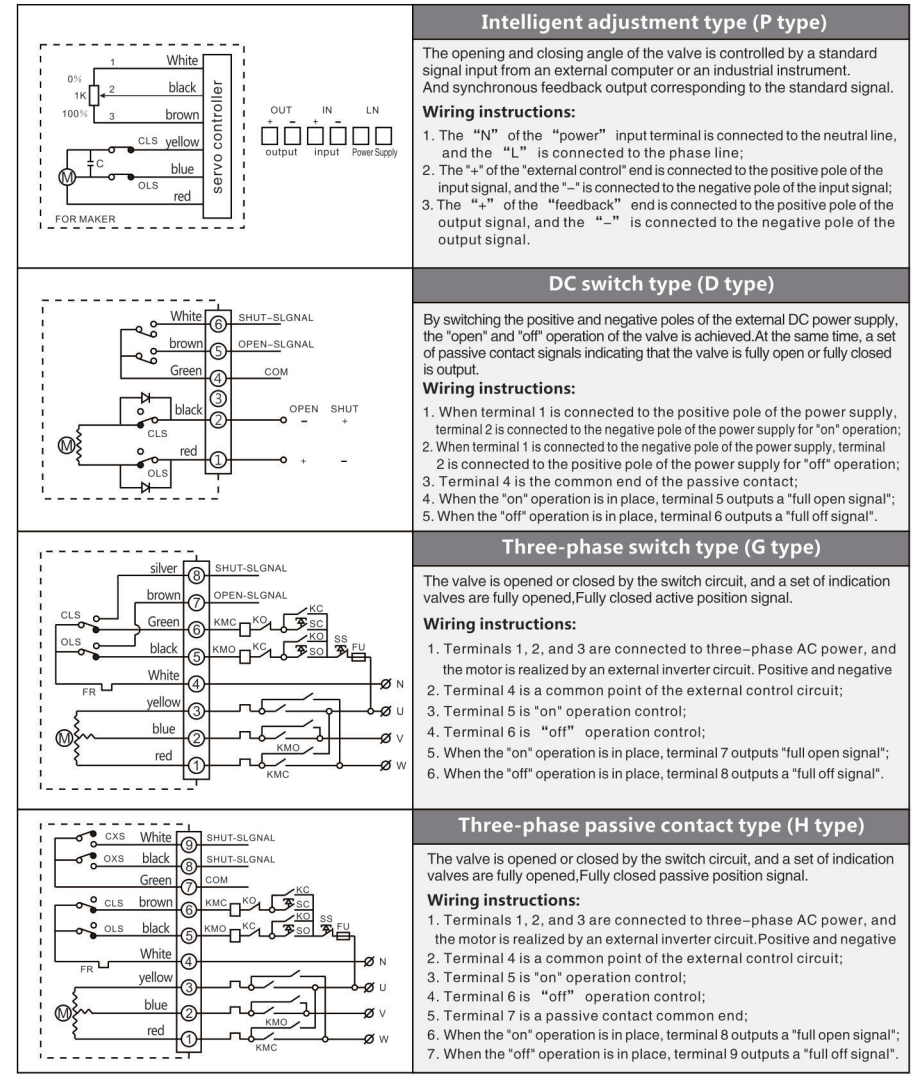 Intelligent adjustment type (P type)
The opening and closing angle of the valve is controlled by a standard
signal input from an external computer or an industrial instrument.
And synchronous feedback output corresponding to the standard signal.
Wiring instructions:
1. The “N” of the “power” input terminal is connected to the neutral line,
and the “L” is connected to the phase line;
2. The "+" of the "external control" end is connected to the positive pole of the
input signal, and the "–" is connected to the negative pole of the input signal;
3. The “+” of the “feedback” end is connected to the positive pole of the
output signal, and the “–” is connected to the negative pole of the
output signal.
1 White
0%
1K 2 black
100% 3 brown
CLS yellow
C
M
blue
OLS
red
servo controller
FOR MAKER
OUT IN LN
+ – + –
output input Power Supply
DC switch type (D type)
By switching the positive and negative poles of the external DC power supply,
the "open" and "off" operation of the valve is achieved.At the same time, a set
of passive contact signals indicating that the valve is fully open or fully closed
is output.
Wiring instructions:
1. When terminal 1 is connected to the positive pole of the power supply,
terminal 2 is connected to the negative pole of the power supply for "on" operation;
2. When terminal 1 is connected to the negative pole of the power supply, terminal
2 is connected to the positive pole of the power supply for "off" operation;
3. Terminal 4 is the common end of the passive contact;
4. When the "on" operation is in place, terminal 5 outputs a "full open signal";
5. When the "off" operation is in place, terminal 6 outputs a "full off signal".
White 6 SHUT–SLGNAL
brown 5 OPEN–SLGNAL
Green 4 COM
3
black 2 OPEN SHUT
– +
CLS
M
red 1 + –
OLS
Three-phase switch type (G type)
The valve is opened or closed by the switch circuit, and a set of indication
valves are fully opened,Fully closed active position signal.
Wiring instructions:
1. Terminals 1, 2, and 3 are connected to three–phase AC power, and
the motor is realized by an external inverter circuit. Positive and negative
2. Terminal 4 is a common point of the external control circuit;
3. Terminal 5 is "on" operation control;
4. Terminal 6 is “off” operation control;
5. When the "on" operation is in place, terminal 7 outputs "full open signal";
6. When the "off" operation is in place, terminal 8 outputs a "full off signal".
silver 8 SHUT-SLGNAL
brown 7 OPEN-SLGNAL
CLS
Green 6 KMC KO KC SC
OLS
black 5 KMO KC KO SO SS FU
White 4 N
FR
yellow 3 U
M
blue 2 V
KMO
red 1 W
KMC
Three-phase passive contact type (H type)
The valve is opened or closed by the switch circuit, and a set of indication
valves are fully opened,Fully closed passive position signal.
Wiring instructions:
1. Terminals 1, 2, and 3 are connected to three–phase AC power, and
the motor is realized by an external inverter circuit.Positive and negative
2. Terminal 4 is a common point of the external control circuit;
3. Terminal 5 is "on" operation control;
4. Terminal 6 is “off” operation control;
5. Terminal 7 is a passive contact common end;
6. When the "on" operation is in place, terminal 8 outputs a "full open signal";
7. When the "off" operation is in place, terminal 9 outputs a "full off signal".
CXS White 9 SHUT-SLGNAL
OXS black 8 SHUT-SLGNAL
Green 7 COM
CLS brown 6 KMC KO KC SC
OLS black 5 KMO KC KO SO SS FU
White 4 N
FR
yellow 3 U
M
blue 2 V
KMO
red 1 W
KMC